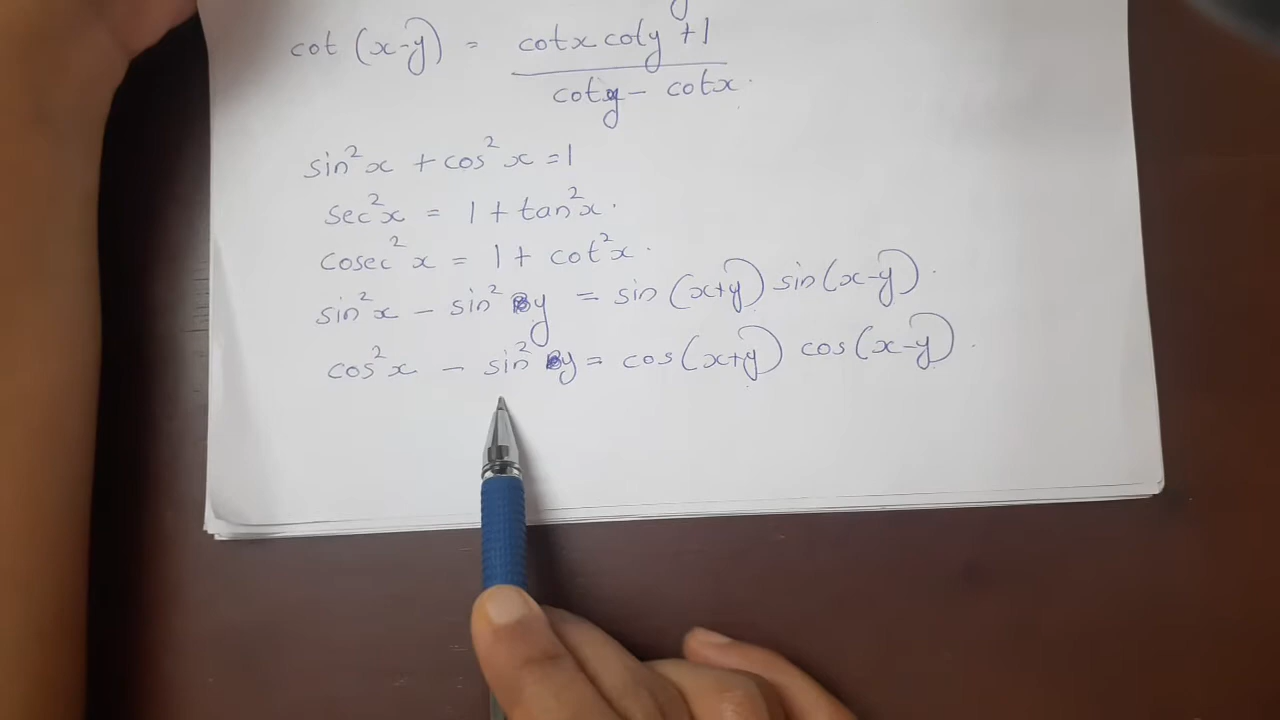 cot (x-y) = cotx coty + 1 / coty - cotx.
sin²x + cos²x = 1
sec²x = 1 + tan²x.
cosec²x = 1 + cot²x.
sin²x - sin²y = sin(x+y) sin(x-y).
cos²x - sin²y = cos(x+y) cos(x-y).